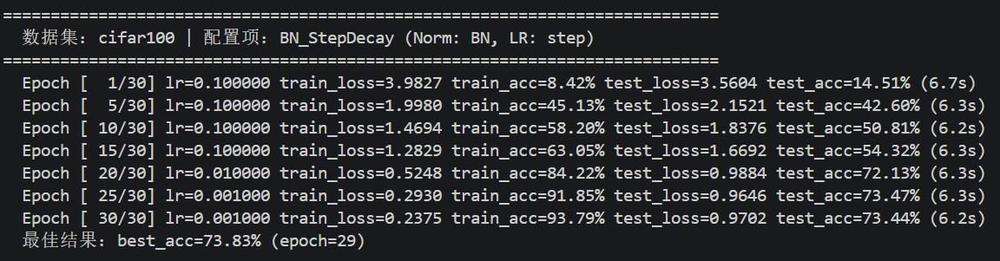 ===========================================================================
数据集：cifar100 | 配置项：BN_StepDecay (Norm: BN, LR: step)
===========================================================================
Epoch [  1/30] lr=0.100000 train_loss=3.9827 train_acc=8.42% test_loss=3.5604 test_acc=14.51% (6.7s)
Epoch [  5/30] lr=0.100000 train_loss=1.9980 train_acc=45.13% test_loss=2.1521 test_acc=42.60% (6.3s)
Epoch [ 10/30] lr=0.100000 train_loss=1.4694 train_acc=58.20% test_loss=1.8376 test_acc=50.81% (6.2s)
Epoch [ 15/30] lr=0.100000 train_loss=1.2829 train_acc=63.05% test_loss=1.6692 test_acc=54.32% (6.3s)
Epoch [ 20/30] lr=0.010000 train_loss=0.5248 train_acc=84.22% test_loss=0.9884 test_acc=72.13% (6.3s)
Epoch [ 25/30] lr=0.001000 train_loss=0.2930 train_acc=91.85% test_loss=0.9646 test_acc=73.47% (6.3s)
Epoch [ 30/30] lr=0.001000 train_loss=0.2375 train_acc=93.79% test_loss=0.9702 test_acc=73.44% (6.2s)
最佳结果：best_acc=73.83% (epoch=29)